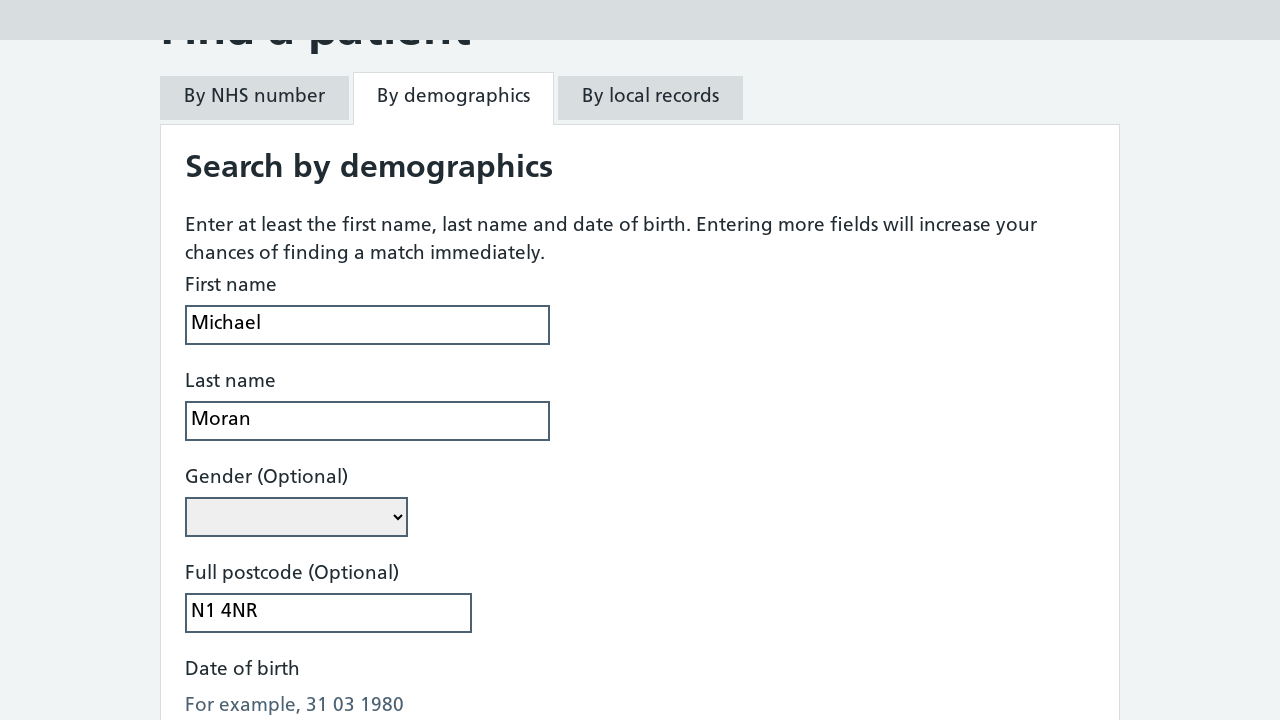 Find a patient
By NHS number
By demographics
By local records
Search by demographics
Enter at least the first name, last name and date of birth. Entering more fields will increase your
chances of finding a match immediately.
First name
Michael
Last name
Moran
Gender (Optional)
Full postcode (Optional)
N1 4NR
Date of birth
For example, 31 03 1980